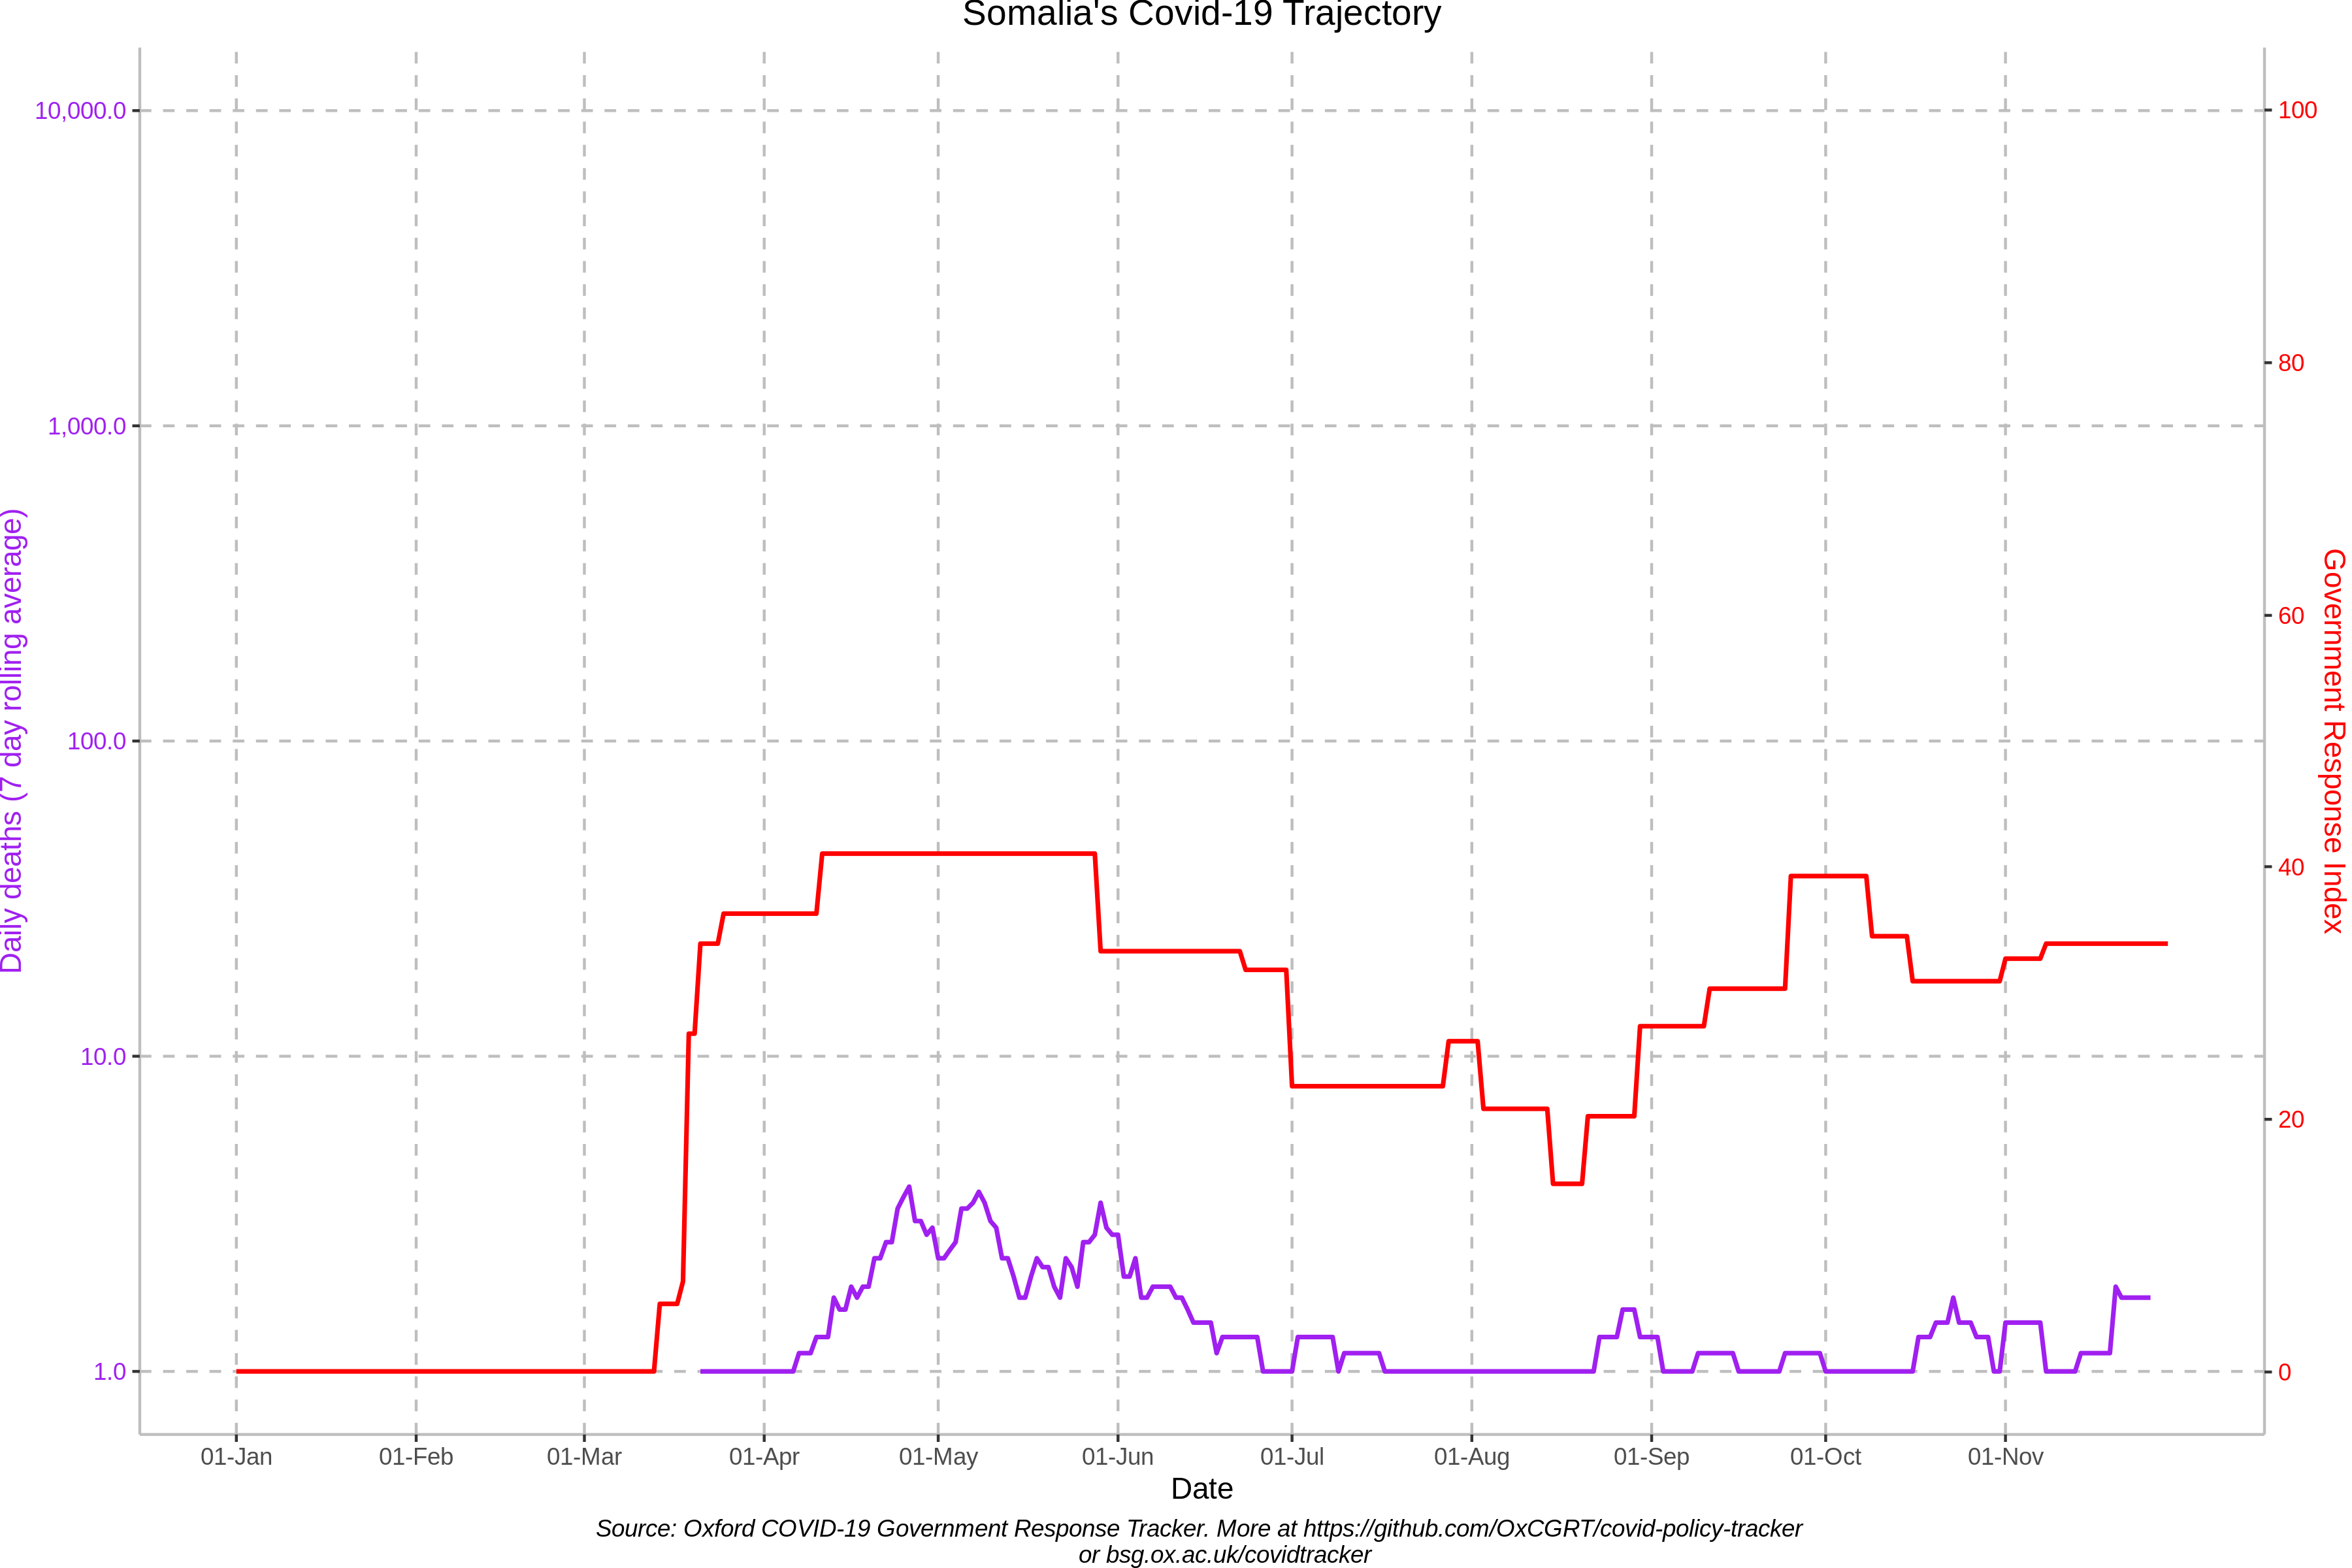 Somalia's Covid-19 Trajectory
10,000.0
1,000.0
100.0
10.0
1.0
Daily deaths (7 day rolling average)
100
80
60
40
20
0
Government Response Index
01-Jan 01-Feb 01-Mar 01-Apr 01-May 01-Jun 01-Jul 01-Aug 01-Sep 01-Oct 01-Nov
Date
Source: Oxford COVID-19 Government Response Tracker. More at https://github.com/OxCGRT/covid-policy-tracker
or bsg.ox.ac.uk/covidtracker